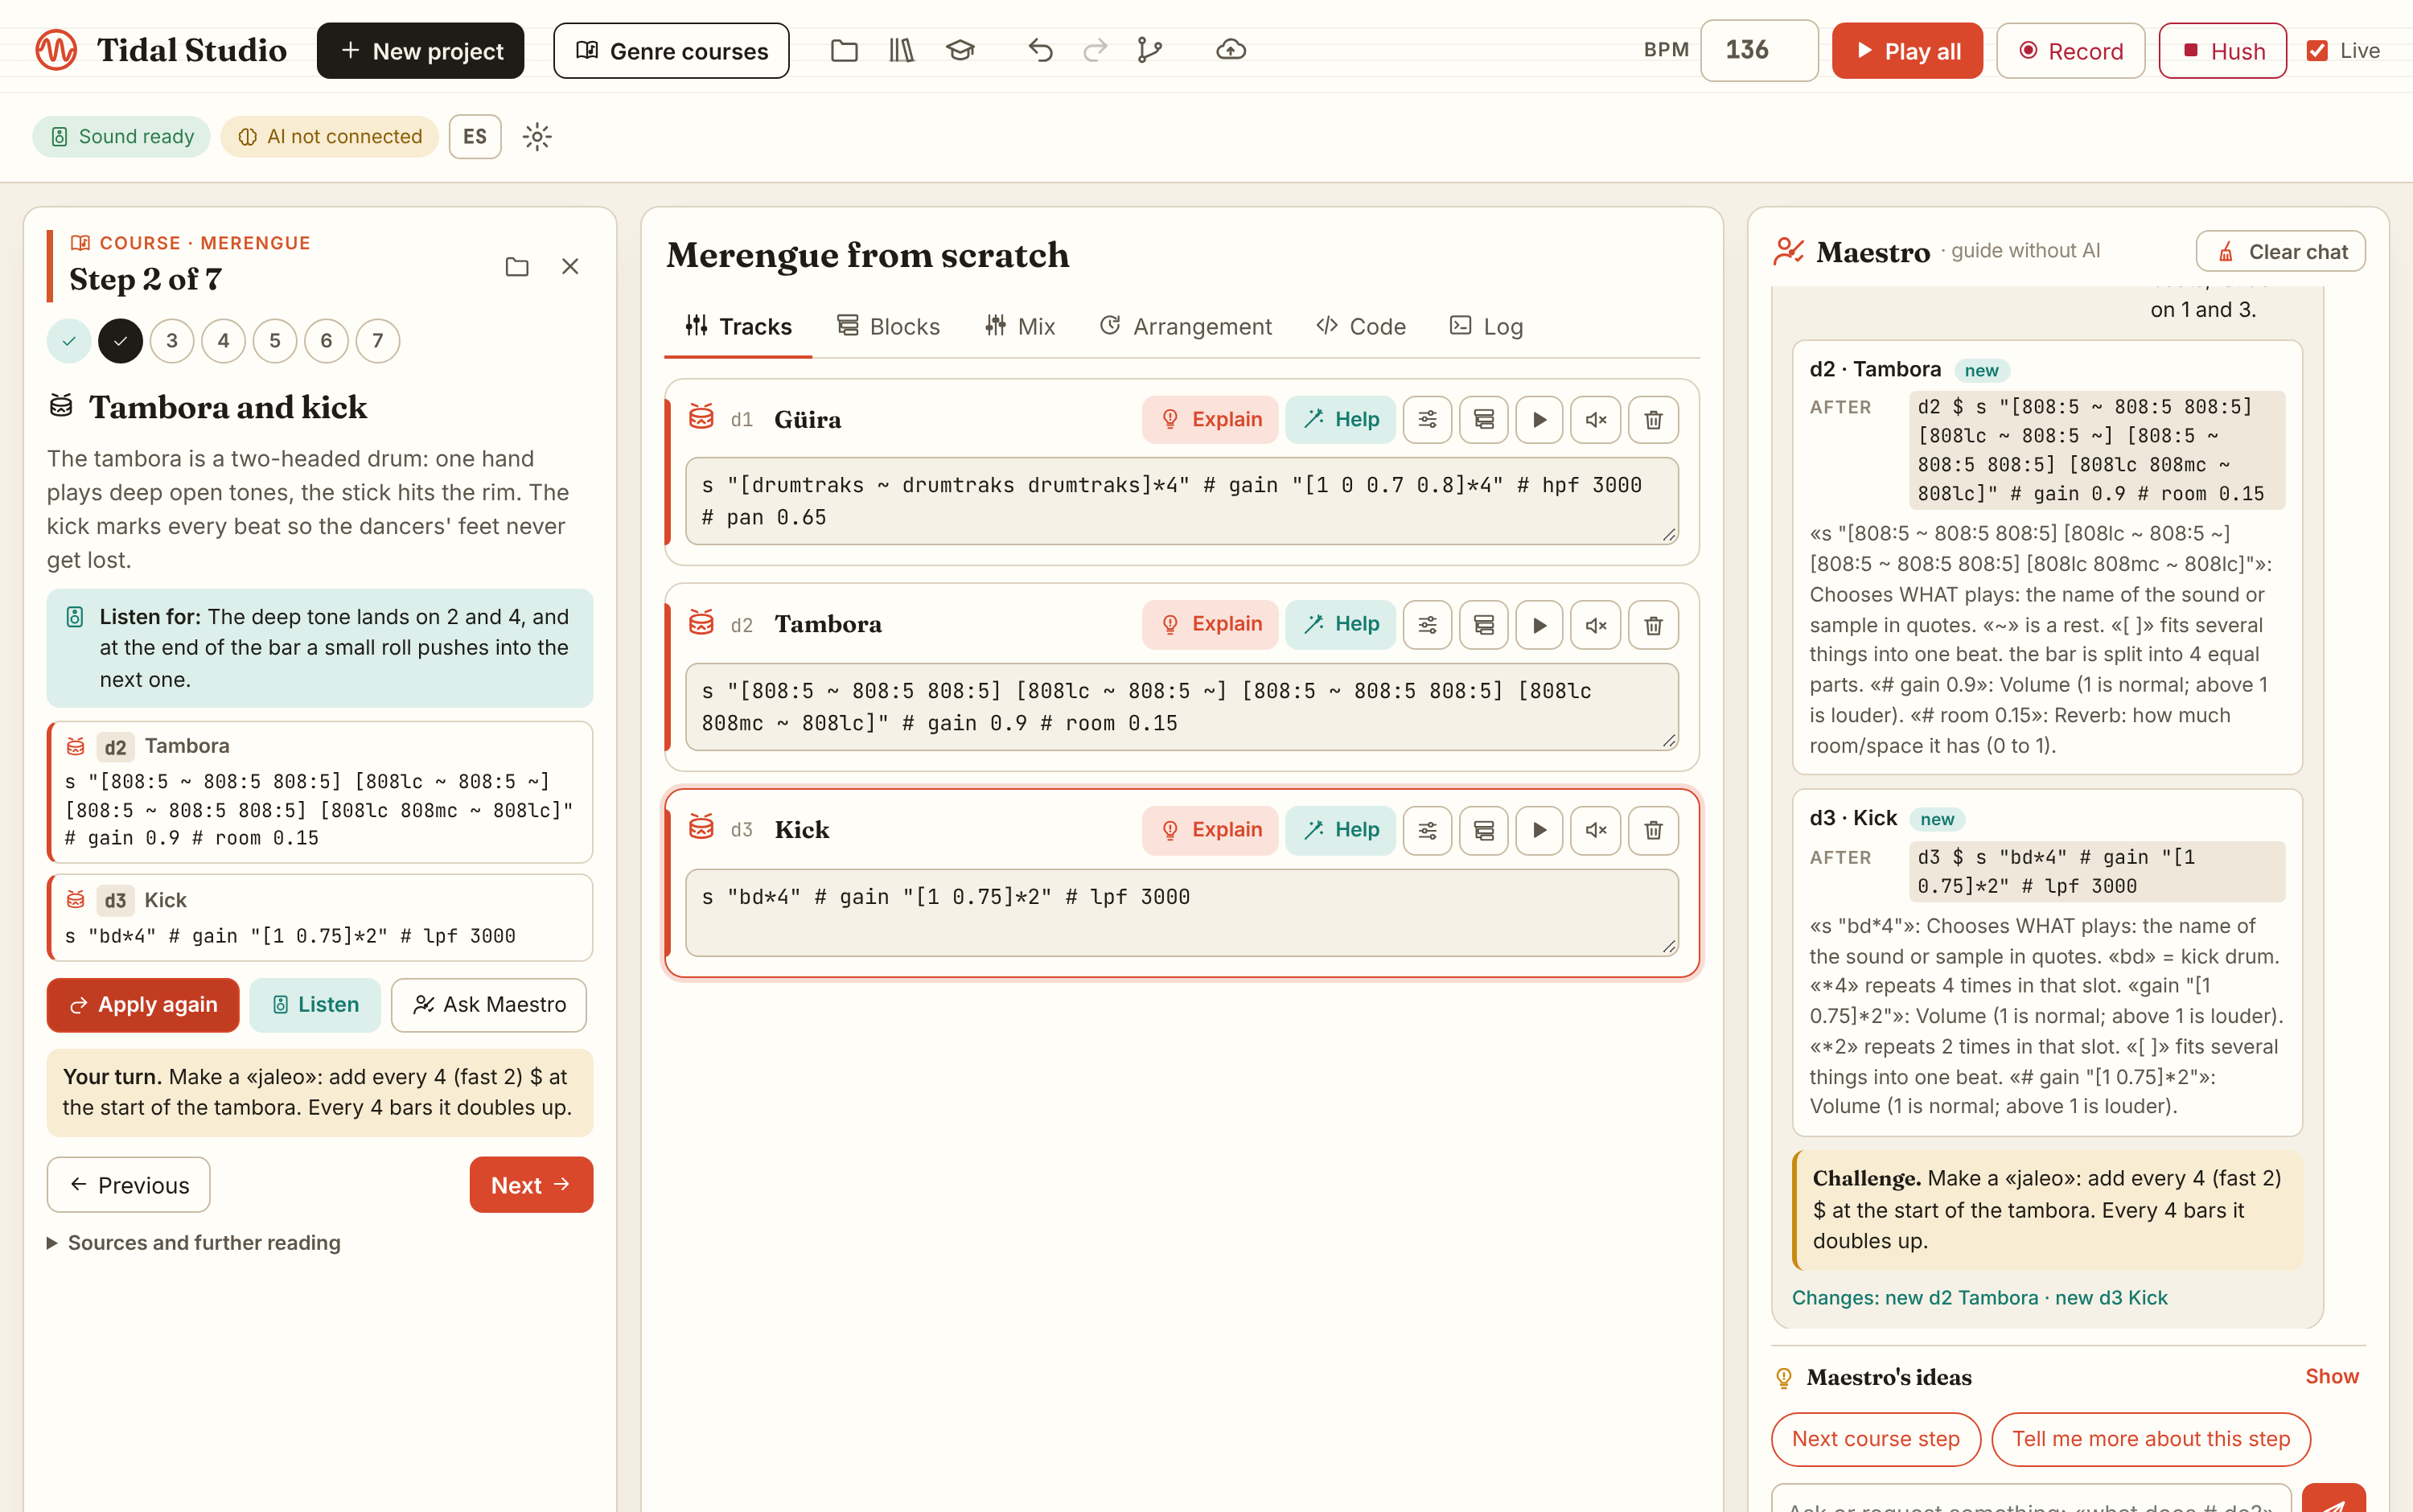 Tidal Studio
New project
Genre courses
BPM
136
Play all
Record
Hush
Live
Sound ready
AI not connected
ES
COURSE · MERENGUE
Step 2 of 7
3
4
5
6
7
Tambora and kick
The tambora is a two-headed drum: one hand
plays deep open tones, the stick hits the rim. The
kick marks every beat so the dancers' feet never
get lost.
Listen for: The deep tone lands on 2 and 4, and
at the end of the bar a small roll pushes into the
next one.
d2 Tambora
s "[808:5 ~ 808:5 808:5] [808lc ~ 808:5 ~]
[808:5 ~ 808:5 808:5] [808lc 808mc ~ 808lc]"
# gain 0.9 # room 0.15
d3 Kick
s "bd*4" # gain "[1 0.75]*2" # lpf 3000
Apply again
Listen
Ask Maestro
Your turn. Make a «jaleo»: add every 4 (fast 2) $ at
the start of the tambora. Every 4 bars it doubles up.
Previous
Next
Sources and further reading
Merengue from scratch
Tracks
Blocks
Mix
Arrangement
Code
Log
d1 Güira
Explain
Help
s "[drumtraks ~ drumtraks drumtraks]*4" # gain "[1 0 0.7 0.8]*4" # hpf 3000
# pan 0.65
d2 Tambora
Explain
Help
s "[808:5 ~ 808:5 808:5] [808lc ~ 808:5 ~] [808:5 ~ 808:5 808:5] [808lc
808mc ~ 808lc]" # gain 0.9 # room 0.15
d3 Kick
Explain
Help
s "bd*4" # gain "[1 0.75]*2" # lpf 3000
Maestro · guide without AI
Clear chat
on 1 and 3.
d2 · Tambora new
AFTER
d2 $ s "[808:5 ~ 808:5 808:5]
[808lc ~ 808:5 ~] [808:5 ~
808:5 808:5] [808lc 808mc ~
808lc]" # gain 0.9 # room 0.15
«s "[808:5 ~ 808:5 808:5] [808lc ~ 808:5 ~]
[808:5 ~ 808:5 808:5] [808lc 808mc ~ 808lc]"»:
Chooses WHAT plays: the name of the sound or
sample in quotes. «~» is a rest. «[ ]» fits several
things into one beat. the bar is split into 4 equal
parts. «# gain 0.9»: Volume (1 is normal; above 1
is louder). «# room 0.15»: Reverb: how much
room/space it has (0 to 1).
d3 · Kick new
AFTER
d3 $ s "bd*4" # gain "[1
0.75]*2" # lpf 3000
«s "bd*4"»: Chooses WHAT plays: the name of
the sound or sample in quotes. «bd» = kick drum.
«*4» repeats 4 times in that slot. «gain "[1
0.75]*2"»: Volume (1 is normal; above 1 is louder).
«*2» repeats 2 times in that slot. «[ ]» fits several
things into one beat. «# gain "[1 0.75]*2"»:
Volume (1 is normal; above 1 is louder).
Challenge. Make a «jaleo»: add every 4 (fast 2)
$ at the start of the tambora. Every 4 bars it
doubles up.
Changes: new d2 Tambora · new d3 Kick
Maestro's ideas
Show
Next course step
Tell me more about this step
Ask or request something: «what does # do?»